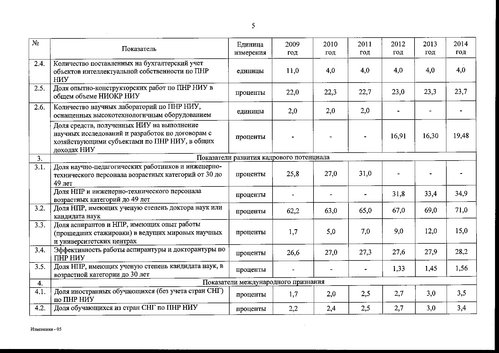 5
№ Показатель Единица измерения 2009 год 2010 год 2011 год 2012 год 2013 год 2014 год
2.4. Количество поставленных на бухгалтерский учет
объектов интеллектуальной собственности по ПНР
НИУ единицы 11,0 4,0 4,0 4,0 4,0 4,0
2.5. Доля опытно-конструкторских работ по ПНР НИУ в
общем объеме НИОКР НИУ проценты 22,0 22,3 22,7 23,0 23,3 23,7
2.6. Количество научных лабораторий по ПНР НИУ,
оснащенных высокотехнологичным оборудованием единицы 2,0 2,0 2,0 - - -
Доля средств, полученных НИУ на выполнение
научных исследований и разработок по договорам с
хозяйствующими субъектами по ПНР НИУ, в общих
доходах НИУ проценты - - - 16,91 16,30 19,48
3. Показатели развития кадрового потенциала
3.1. Доля научно-педагогических работников и инженерно-
технического персонала возрастных категорий от 30 до
49 лет проценты 25,8 27,0 31,0 - - -
Доля НПР и инженерно-технического персонала
возрастной категории до 49 лет проценты - - - 31,8 33,4 34,9
3.2. Доля НПР, имеющих ученую степень доктора наук или
кандидата наук проценты 62,2 63,0 65,0 67,0 69,0 71,0
3.3. Доля аспирантов и НПР, имеющих опыт работы
(прошедших стажировки) в ведущих мировых научных
и университетских центрах проценты 1,7 5,0 7,0 9,0 12,0 15,0
3.4. Эффективность работы аспирантуры и докторантуры по
ПНР НИУ проценты 26,6 27,0 27,3 27,6 27,9 28,2
3.5. Доля НПР, имеющих ученую степень кандидата наук, в
возрастной категории до 30 лет проценты - - - 1,33 1,45 1,56
4. Показатели международного признания
4.1. Доля иностранных обучающихся (без учета стран СНГ)
по ПНР НИУ проценты 1,7 2,0 2,5 2,7 3,0 3,5
4.2. Доля обучающихся из стран СНГ по ПНР НИУ проценты 2,2 2,4 2,5 2,7 3,0 3,4
Изменения - 05